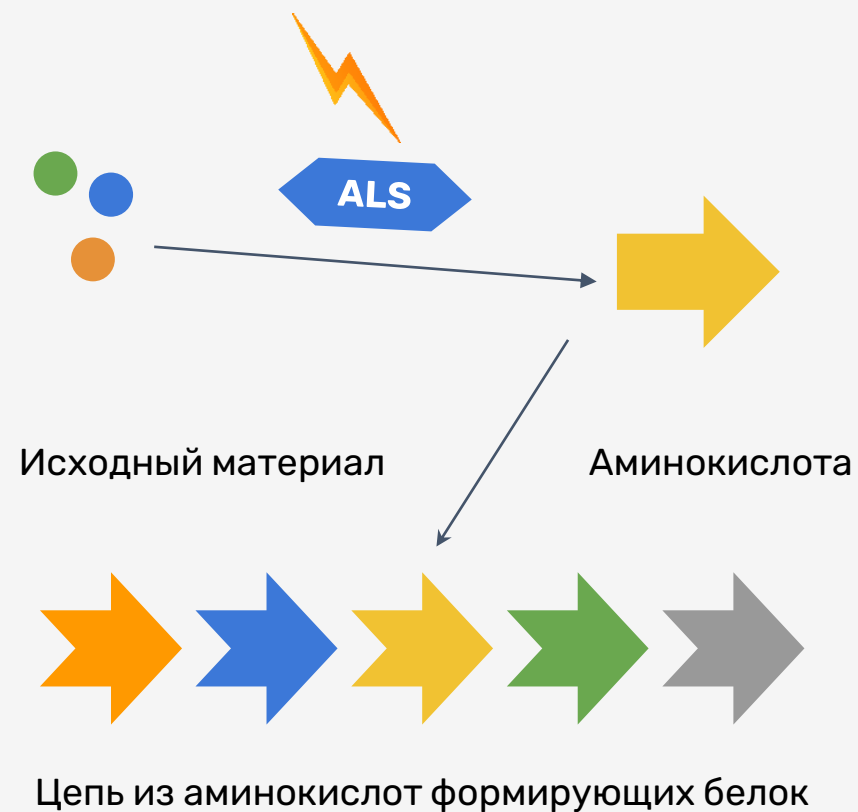 ALS
Исходный материал
Аминокислота
Цепь из аминокислот формирующих белок